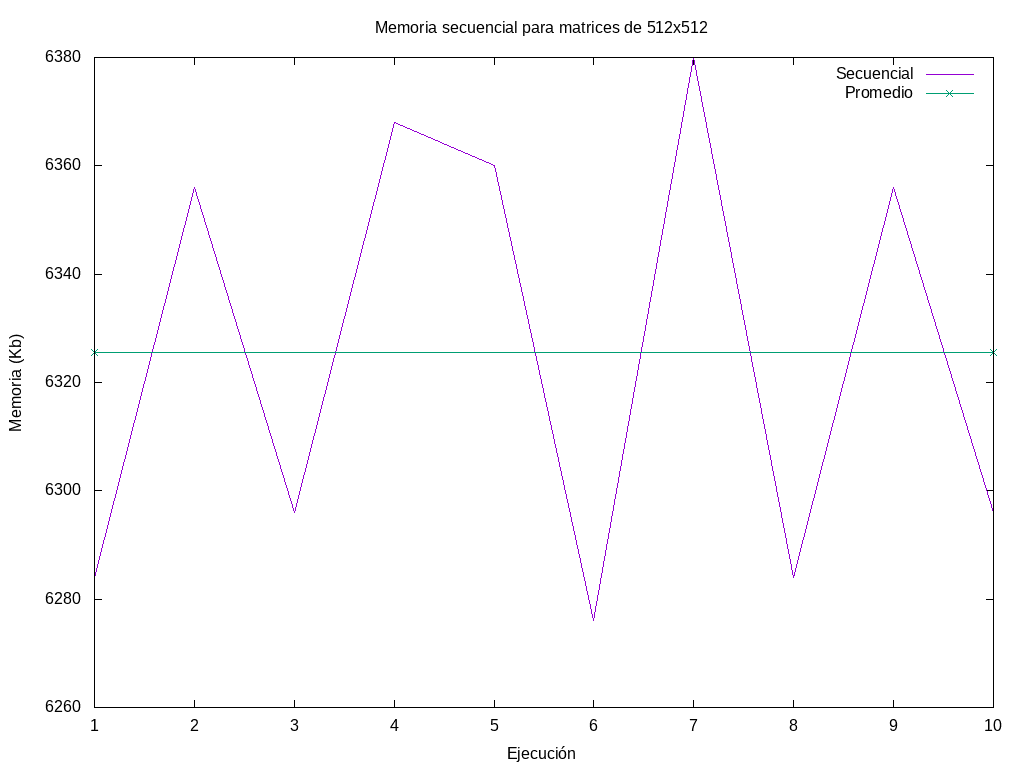 Memoria secuencial para matrices de 512x512
Secuencial
Promedio
6380
6360
6340
6320
6300
6280
6260
Memoria (Kb)
1 2 3 4 5 6 7 8 9 10
Ejecución